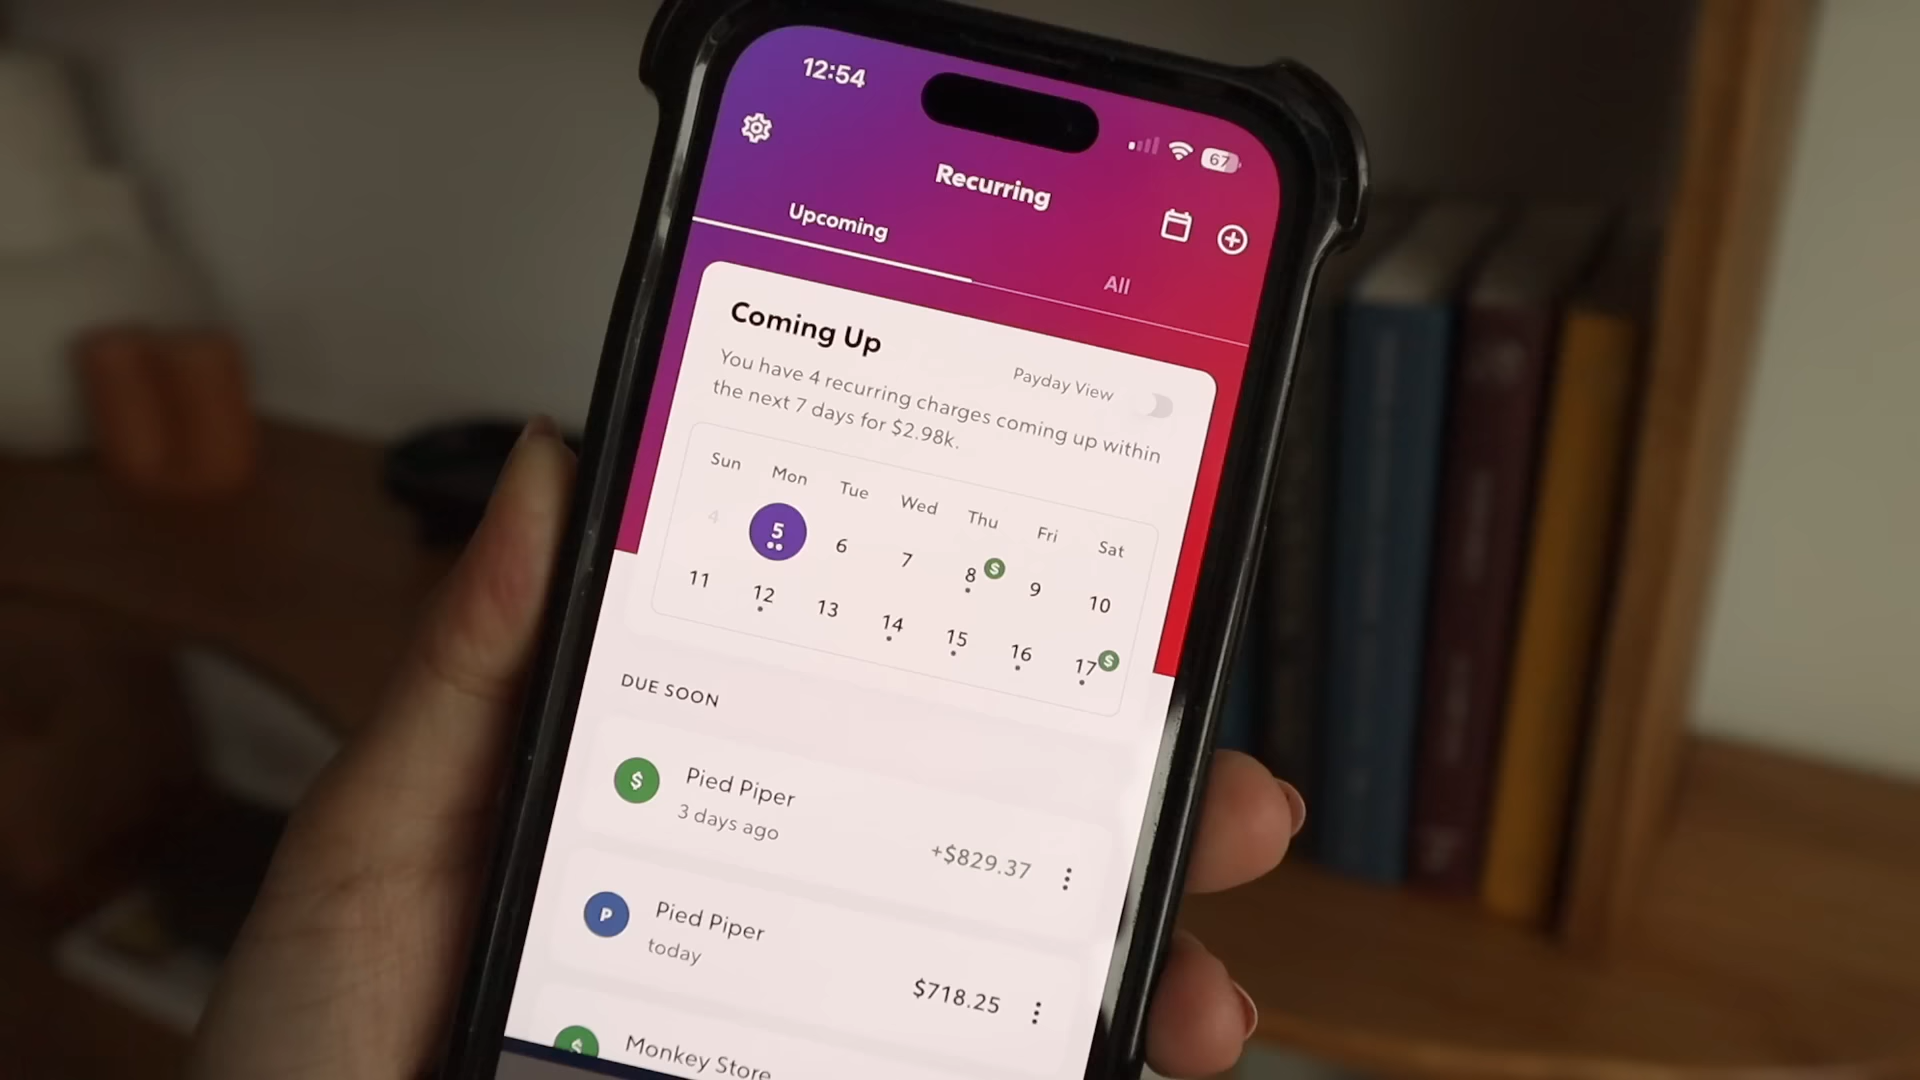 12:54
67
Recurring
Upcoming
All
Coming Up
Payday View
You have 4 recurring charges coming up within
the next 7 days for $2.98k.
Sun Mon Tue Wed Thu Fri Sat
4 5 6 7 8 $ 9 10
11 12 13 14 15 16 17 $
DUE SOON
$ Pied Piper
3 days ago
+$829.37
P Pied Piper
today
$718.25
$ Monkey Store